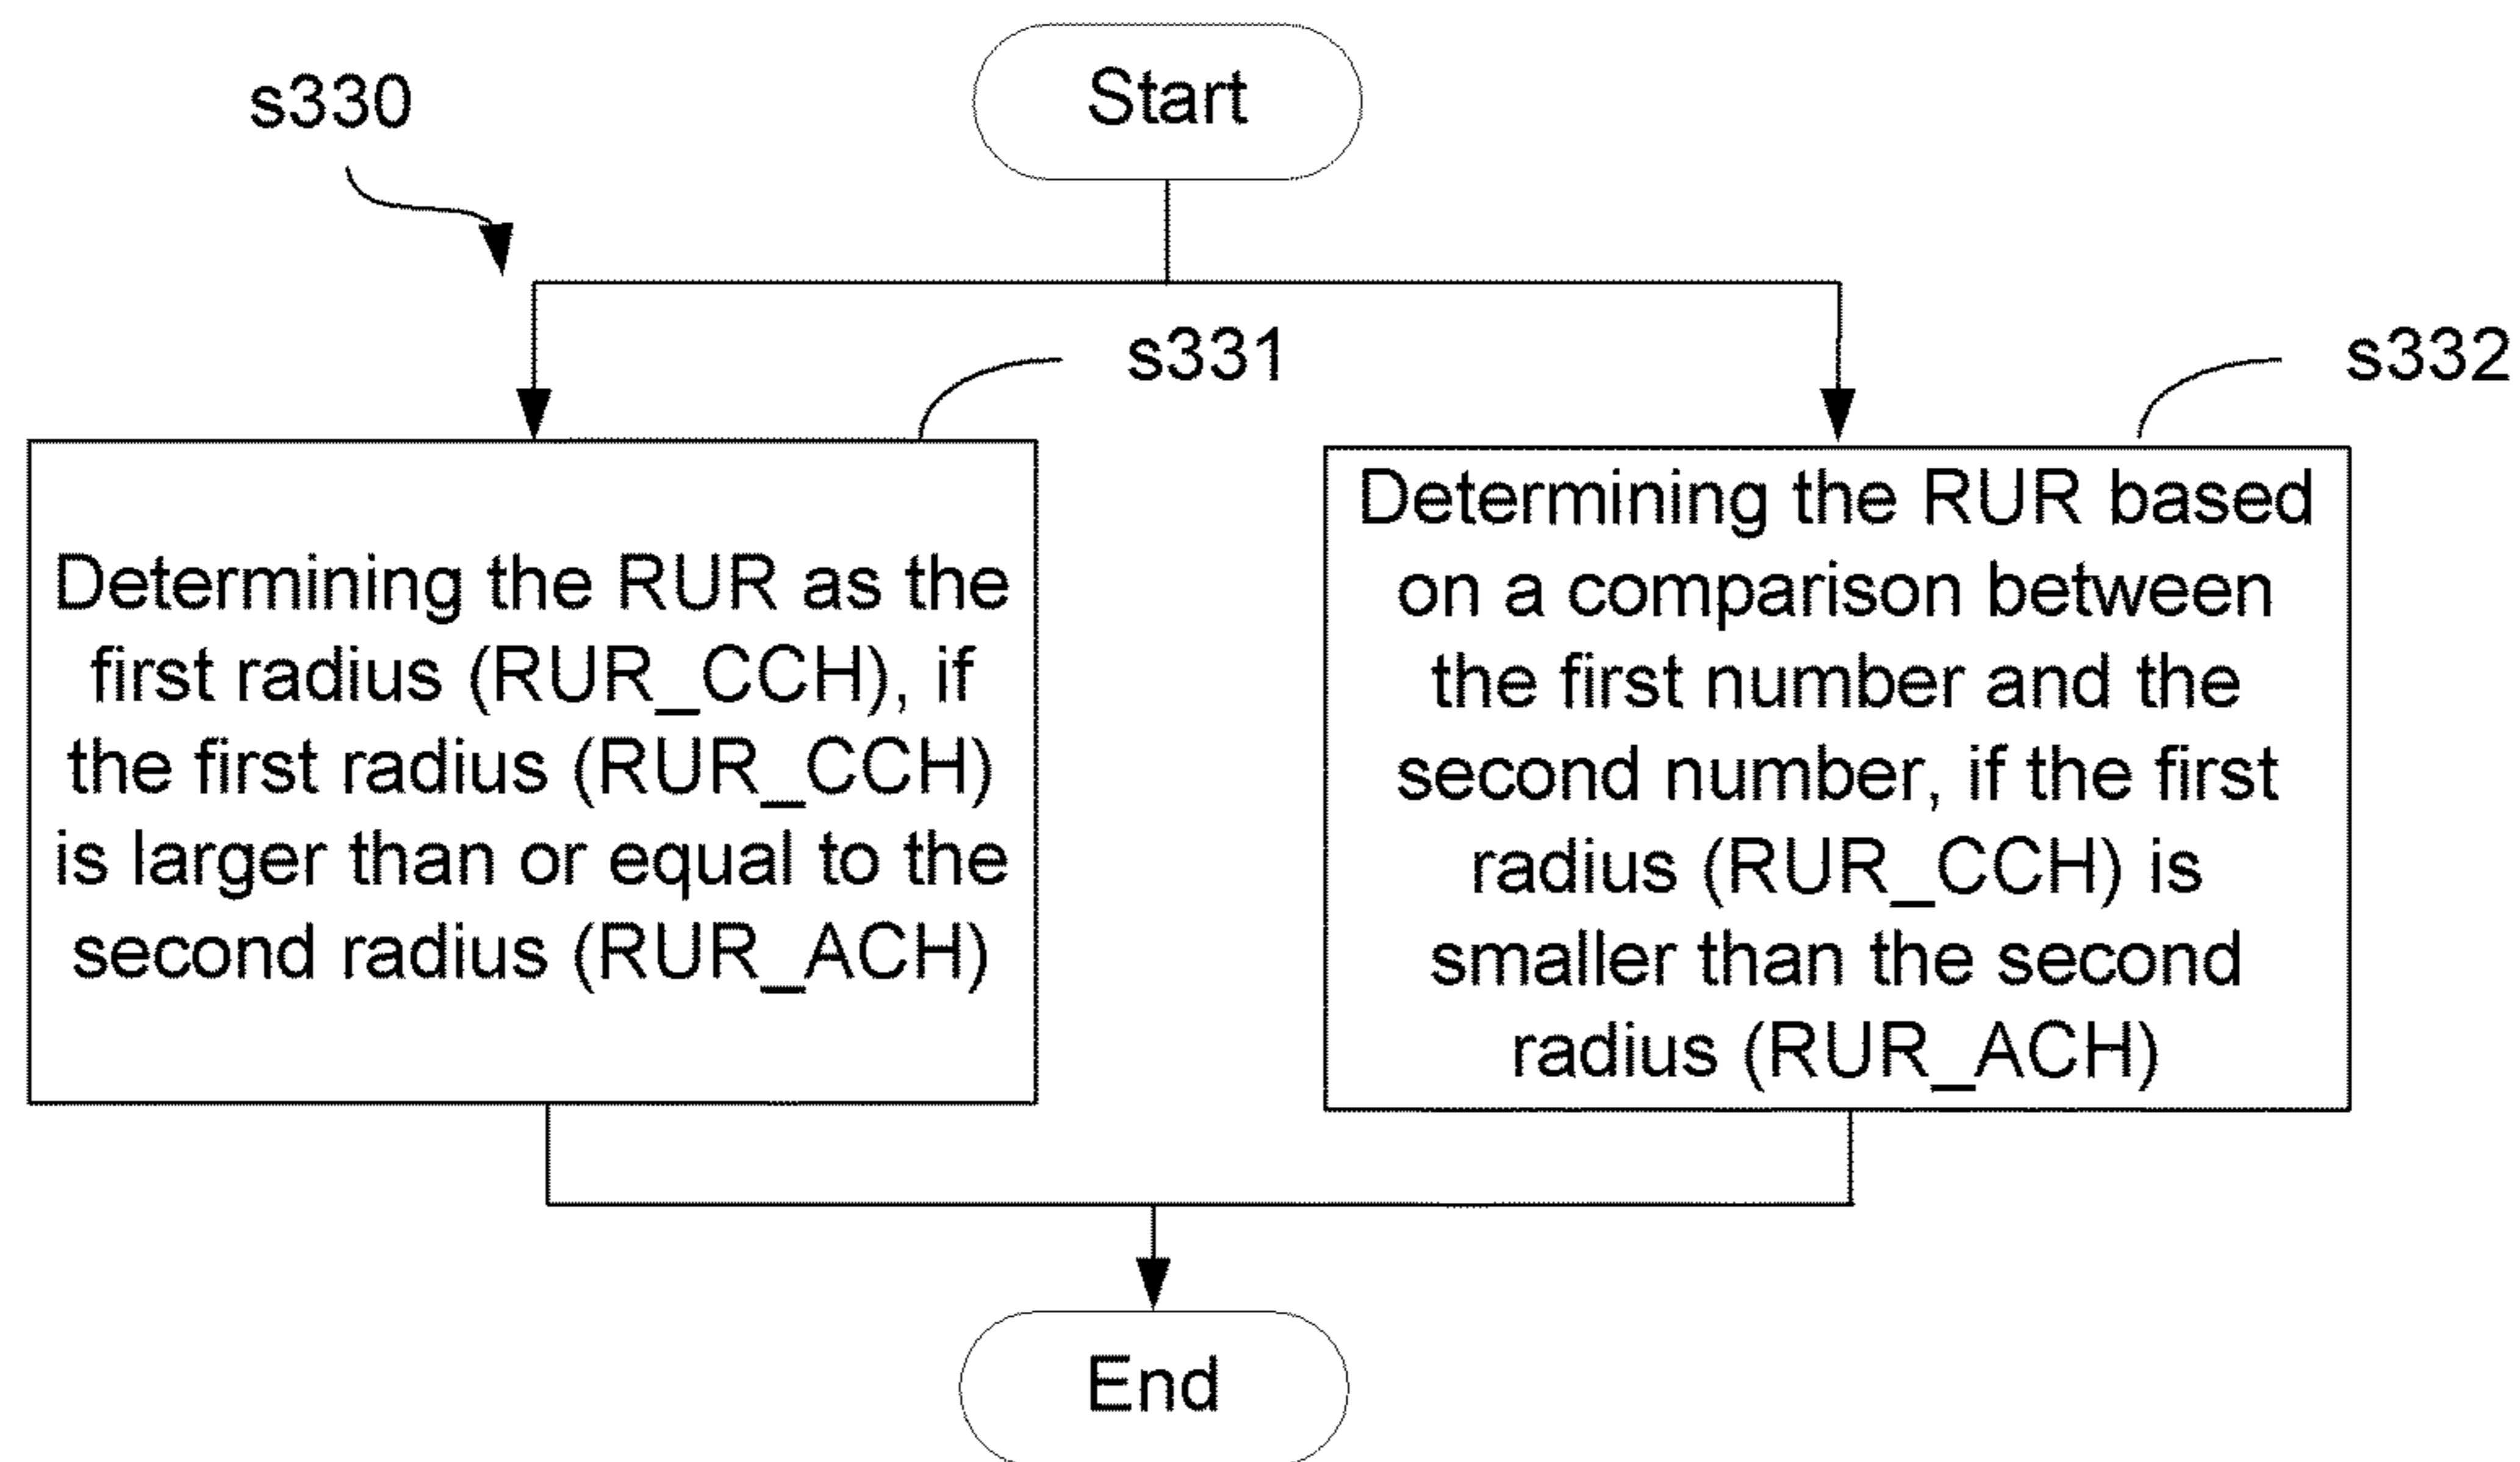 Start
s330
s331
s332
Determining the RUR as the
first radius (RUR_CCH), if
the first radius (RUR_CCH)
is larger than or equal to the
second radius (RUR_ACH)
Determining the RUR based
on a comparison between
the first number and the
second number, if the first
radius (RUR_CCH) is
smaller than the second
radius (RUR_ACH)
End